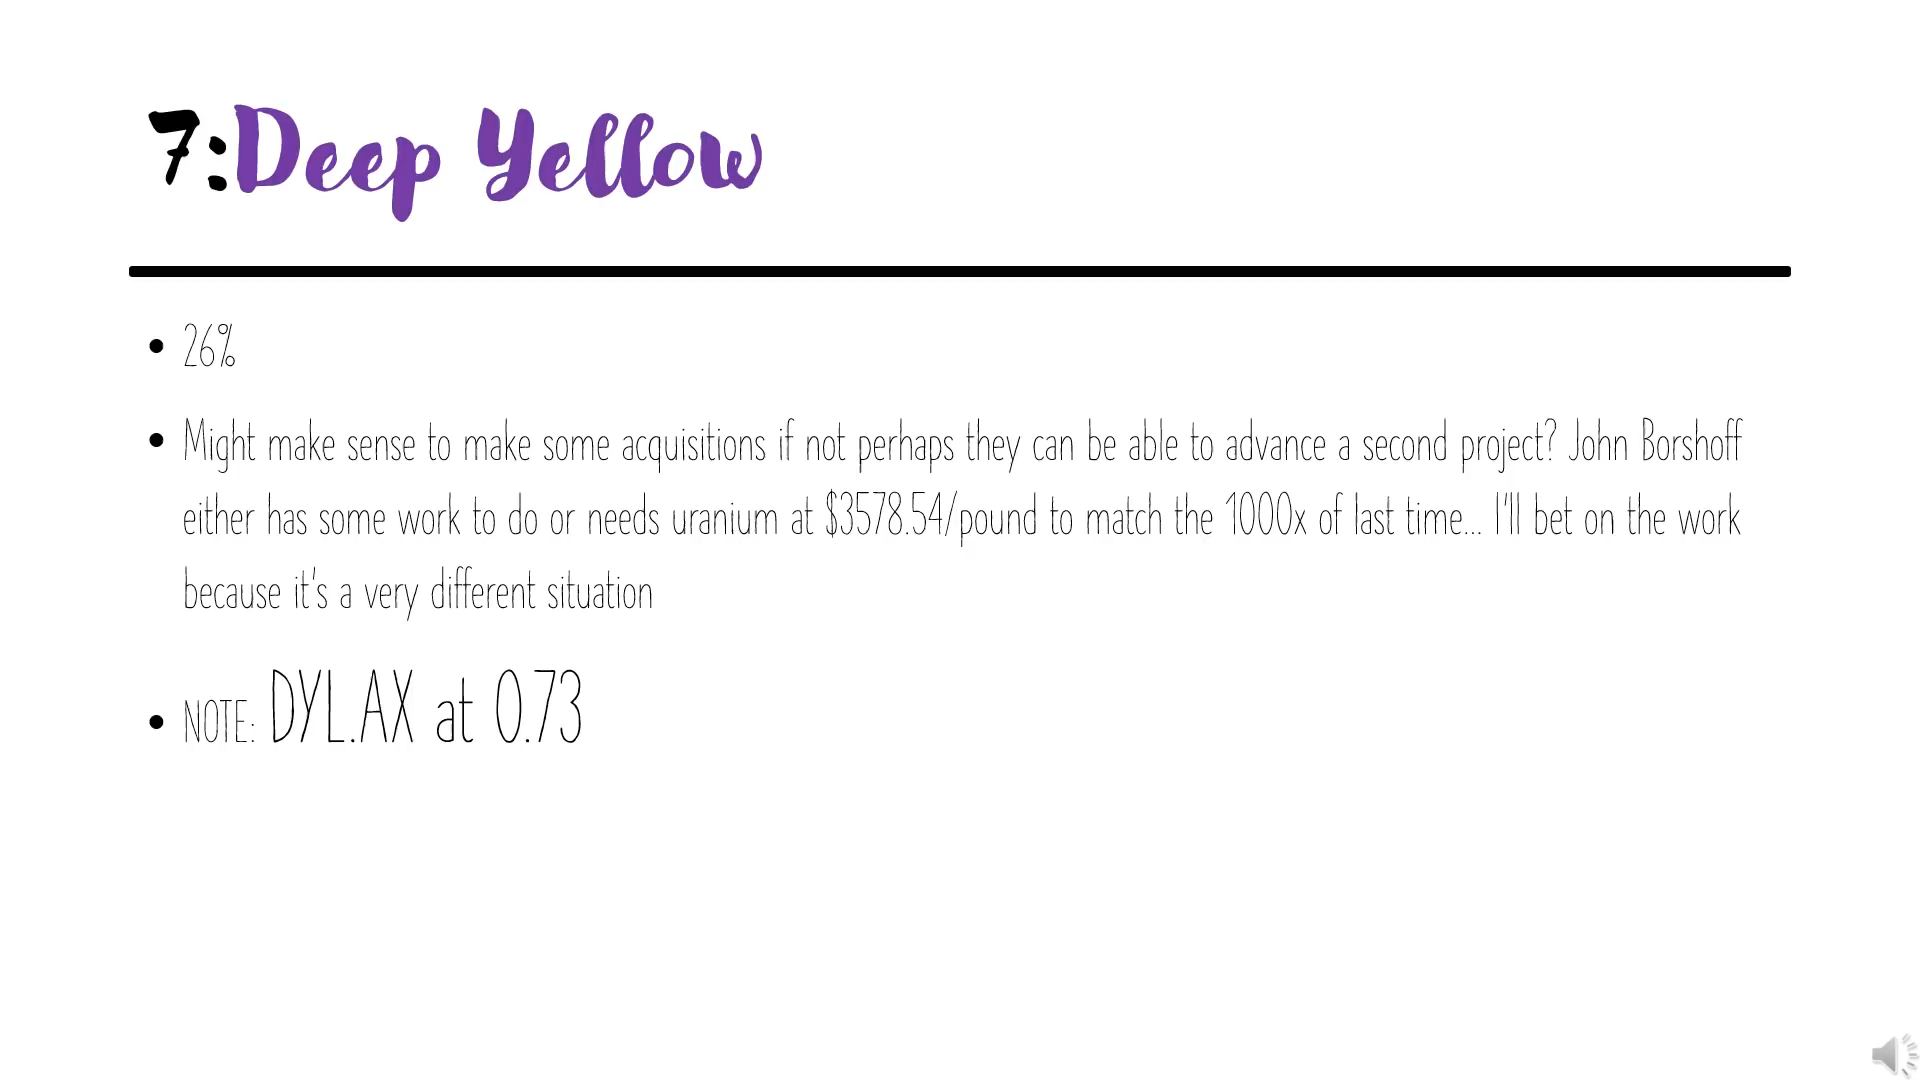 7:Deep Yellow
• 26%
• Might make sense to make some acquisitions if not perhaps they can be able to advance a second project? John Borshoff
either has some work to do or needs uranium at $3578.54/pound to match the 1000x of last time... I'll bet on the work
because it's a very different situation
• NOTE: DYL.AX at 0.73